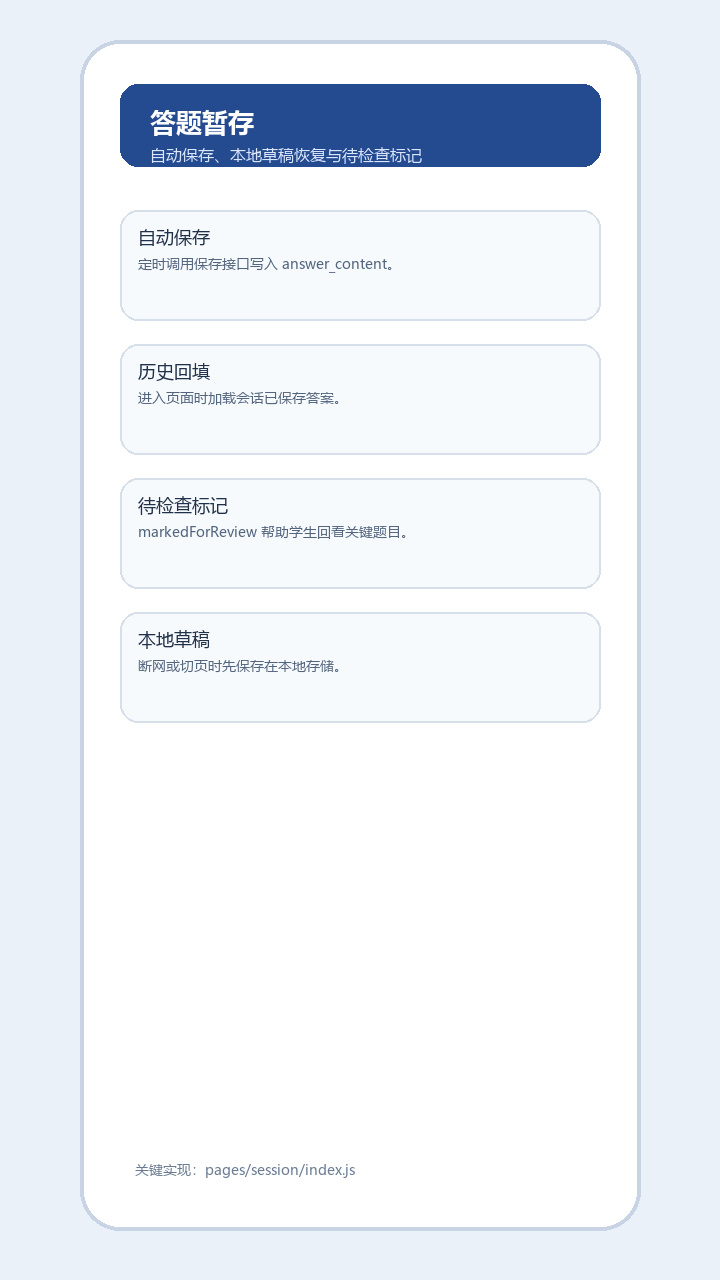 答题暂存
自动保存、本地草稿恢复与待检查标记
自动保存
定时调用保存接口写入 answer_content。
历史回填
进入页面时加载会话已保存答案。
待检查标记
markedForReview 帮助学生回看关键题目。
本地草稿
断网或切页时先保存在本地存储。
关键实现：pages/session/index.js